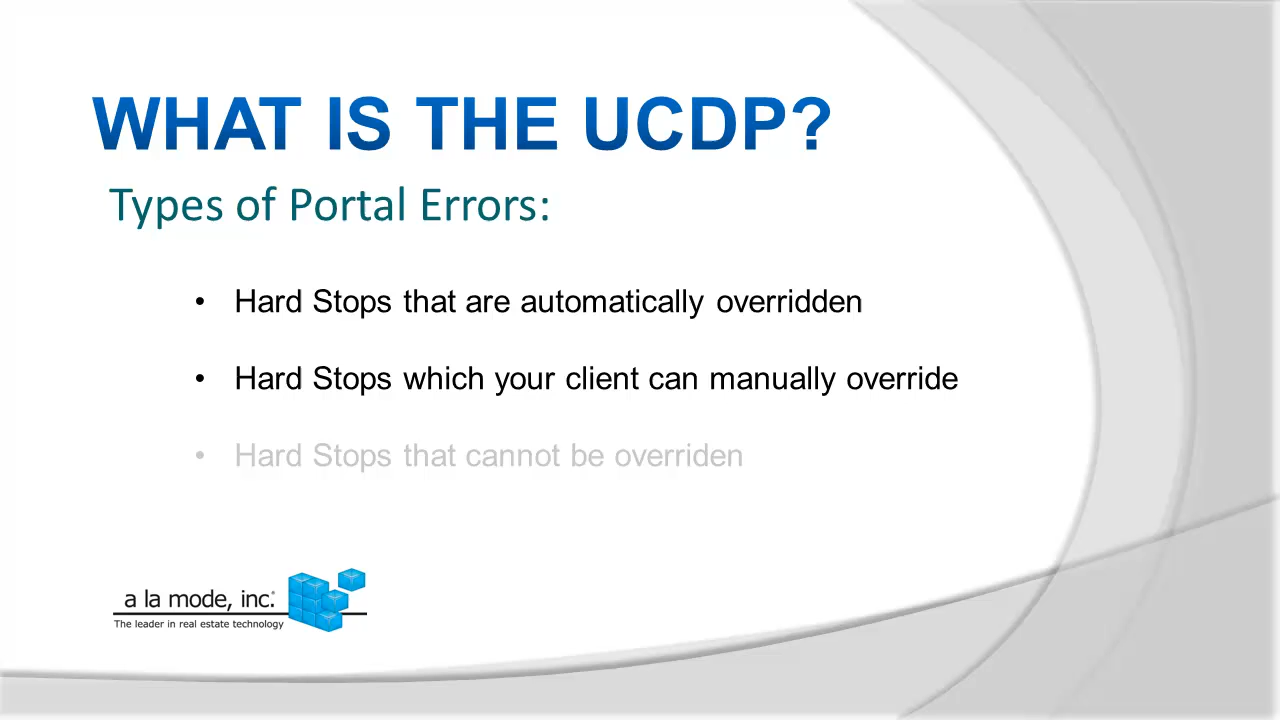 WHAT IS THE UCDP?
Types of Portal Errors:
• Hard Stops that are automatically overridden
• Hard Stops which your client can manually override
• Hard Stops that cannot be overriden
a la mode, inc.®
The leader in real estate technology